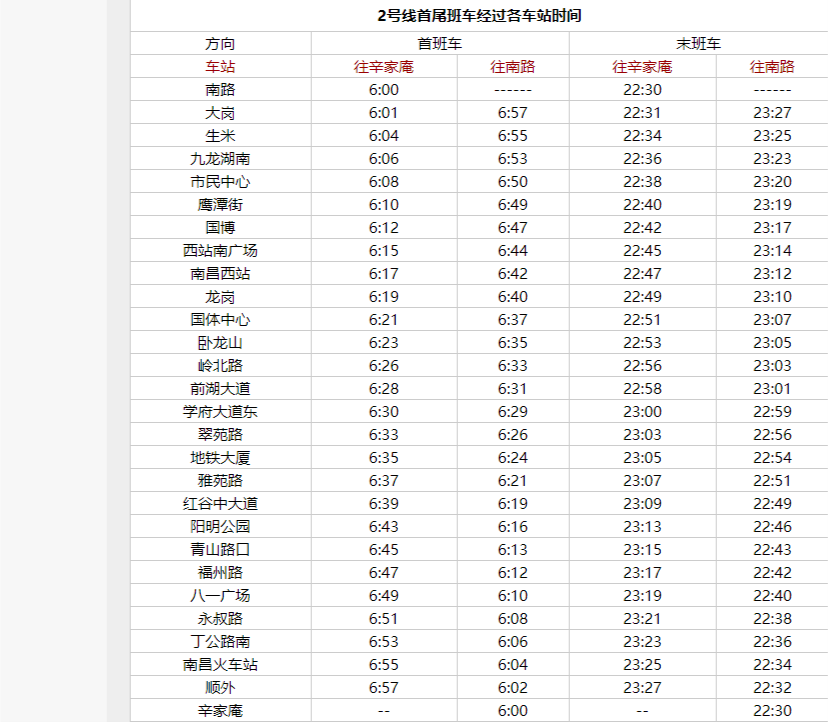 2号线首尾班车经过各车站时间
方向 首班车 末班车
车站 往辛家庵 往南路 往辛家庵 往南路
南路 6:00 ------ 22:30 ------
大岗 6:01 6:57 22:31 23:27
生米 6:04 6:55 22:34 23:25
九龙湖南 6:06 6:53 22:36 23:23
市民中心 6:08 6:50 22:38 23:20
鹰潭街 6:10 6:49 22:40 23:19
国博 6:12 6:47 22:42 23:17
西站南广场 6:15 6:44 22:45 23:14
南昌西站 6:17 6:42 22:47 23:12
龙岗 6:19 6:40 22:49 23:10
国体中心 6:21 6:37 22:51 23:07
卧龙山 6:23 6:35 22:53 23:05
岭北路 6:26 6:33 22:56 23:03
前湖大道 6:28 6:31 22:58 23:01
学府大道东 6:30 6:29 23:00 22:59
翠苑路 6:33 6:26 23:03 22:56
地铁大厦 6:35 6:24 23:05 22:54
雅苑路 6:37 6:21 23:07 22:51
红谷中大道 6:39 6:19 23:09 22:49
阳明公园 6:43 6:16 23:13 22:46
青山路口 6:45 6:13 23:15 22:43
福州路 6:47 6:12 23:17 22:42
八一广场 6:49 6:10 23:19 22:40
永叔路 6:51 6:08 23:21 22:38
丁公路南 6:53 6:06 23:23 22:36
南昌火车站 6:55 6:04 23:25 22:34
顺外 6:57 6:02 23:27 22:32
辛家庵 -- 6:00 -- 22:30